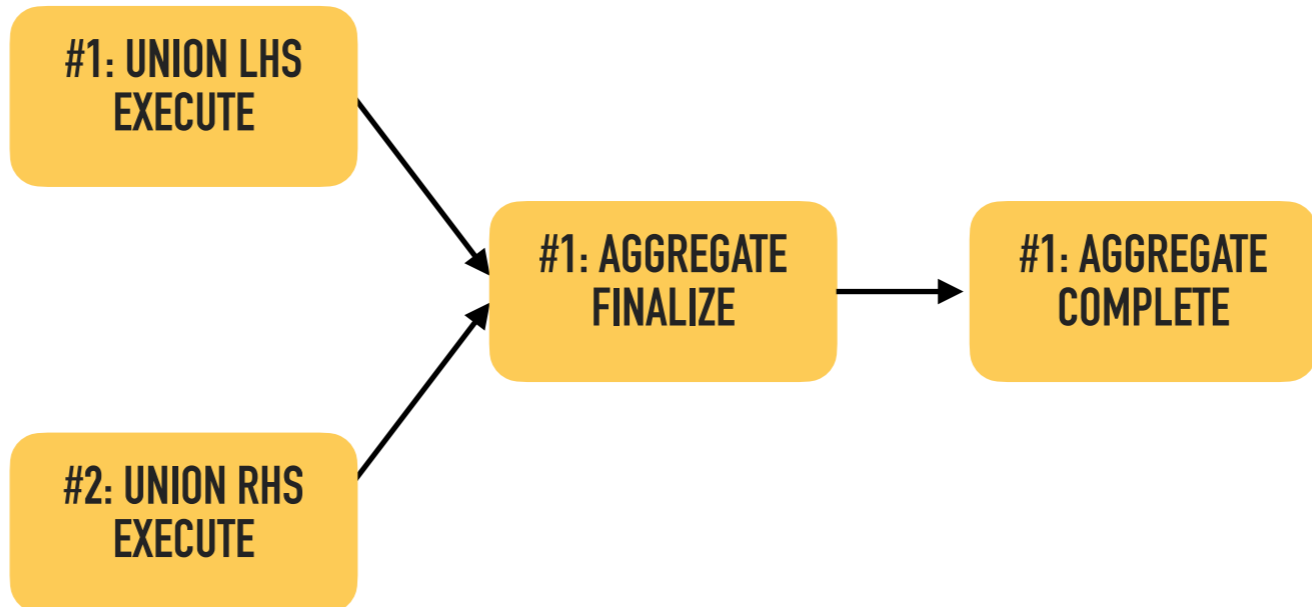 #1: UNION LHS
EXECUTE
#1: AGGREGATE
FINALIZE
#1: AGGREGATE
COMPLETE
#2: UNION RHS
EXECUTE